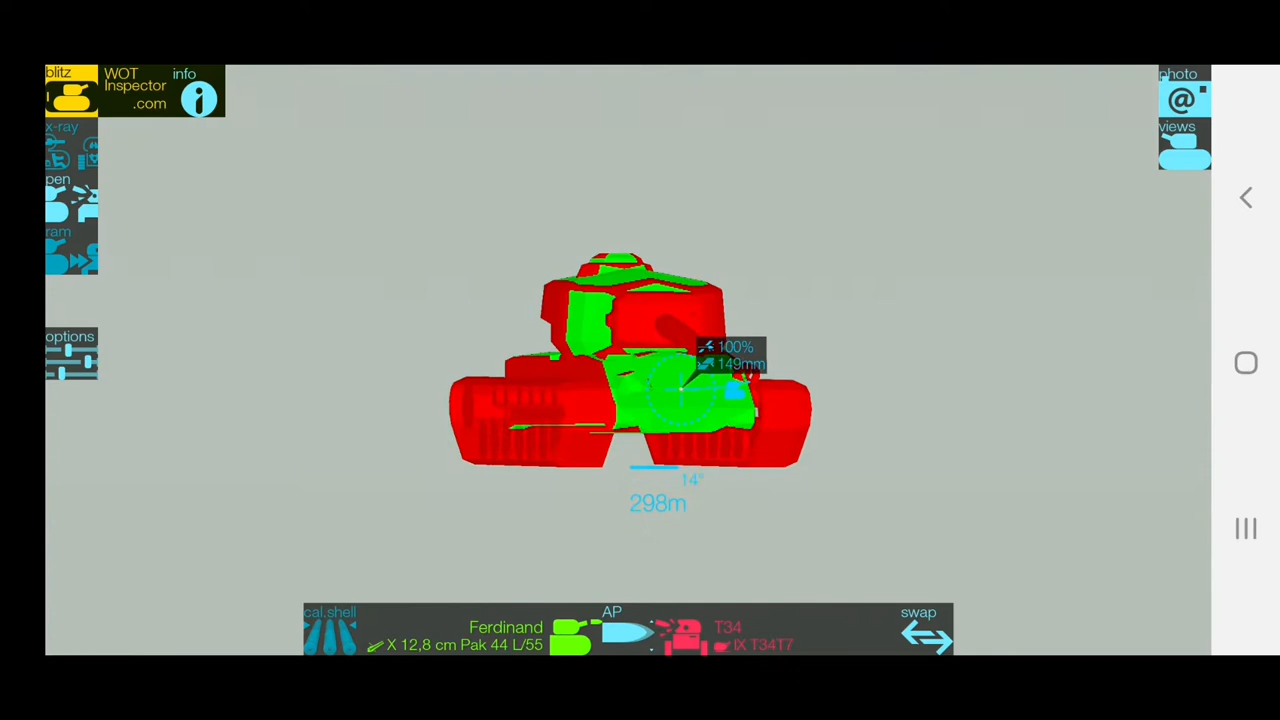 blitz
WOT
Inspector
.com
info
x-ray
pen
ram
options
photo
@
views
100%
149mm
14°
298m
cal.shell
Ferdinand
X 12,8 cm Pak 44 L/55
AP
T34
IX T34T7
swap